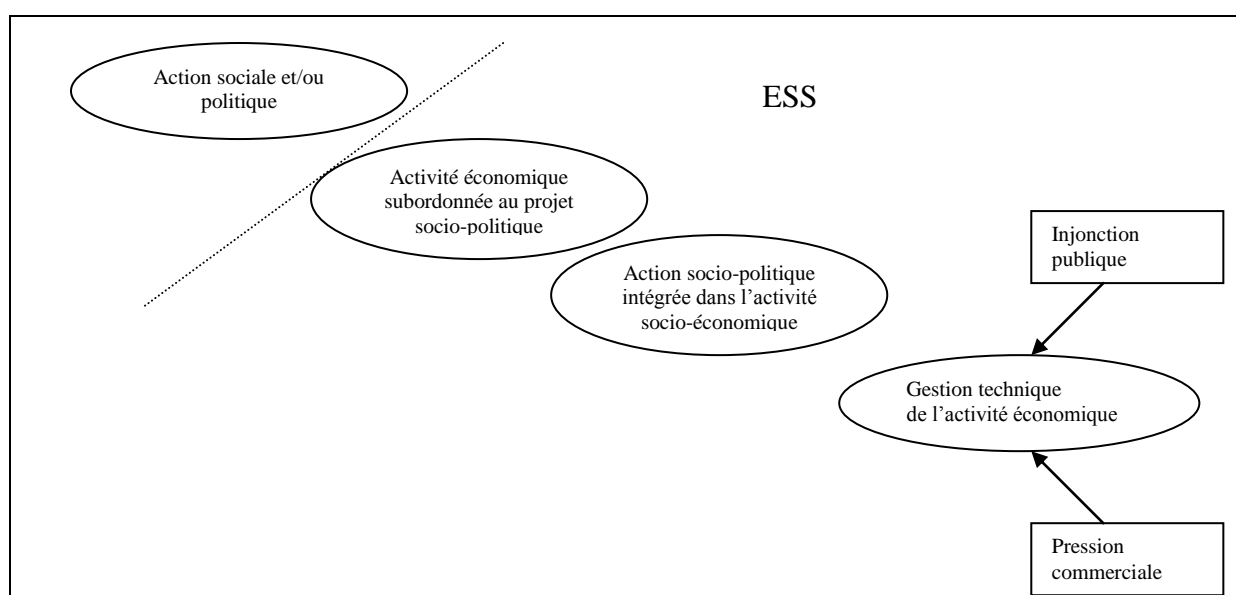 Action sociale et/ou
politique
ESS
Activité économique
subordonnée au projet
socio-politique
Action socio-politique
intégrée dans l’activité
socio-économique
Injonction
publique
Gestion technique
de l’activité économique
Pression
commerciale